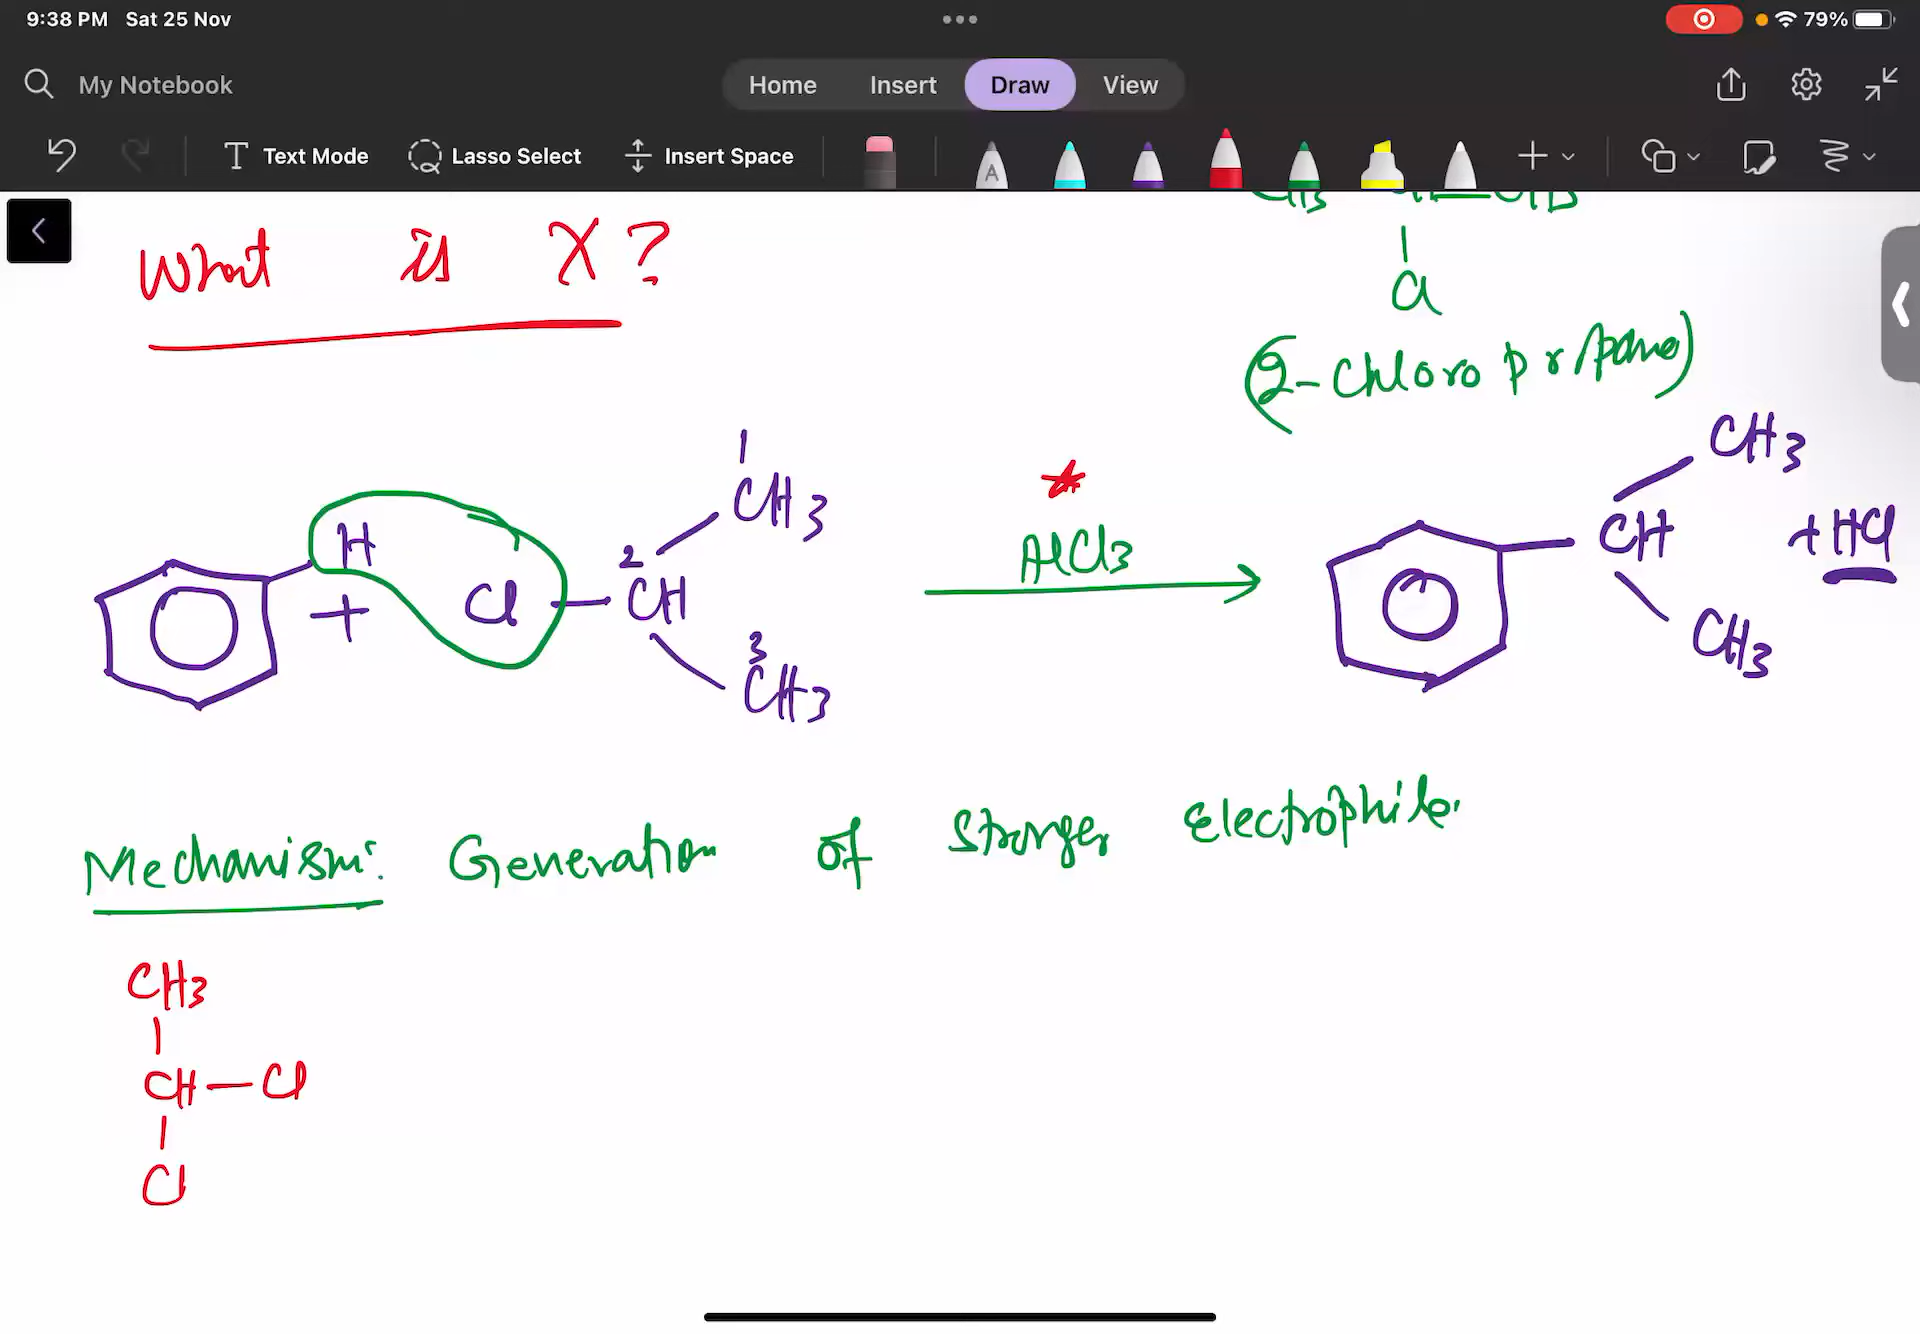 9:38 PM Sat 25 Nov
79%
My Notebook
Home Insert Draw View
Text Mode Lasso Select Insert Space
A
What is X?
Cl
(2-Chloro propane)
H
+
Cl - CH
1
CH3
2
3
CH3
*
AlCl3
CH3
CH
CH3
+ HCl
Mechanism: Generation of Stronger Electrophile.
CH3
CH - Cl
Cl